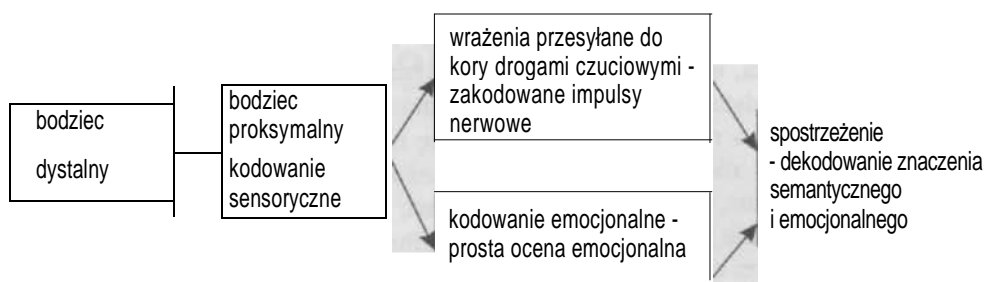 bodziec
dystalny
bodziec
proksymalny
kodowanie
sensoryczne
wrażenia przesyłane do
kory drogami czuciowymi -
zakodowane impulsy
nerwowe
kodowanie emocjonalne -
prosta ocena emocjonalna
spostrzeżenie
- dekodowanie znaczenia
semantycznego
i emocjonalnego